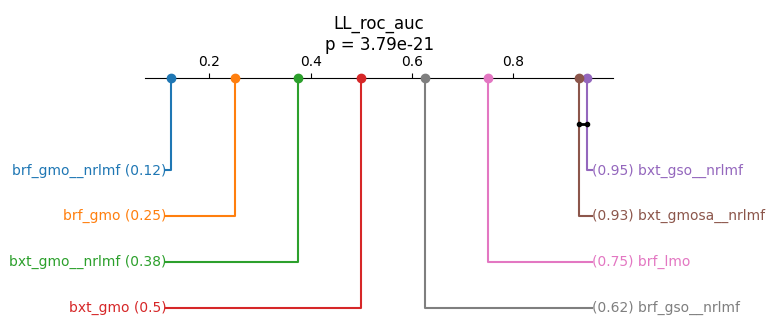 LL_roc_auc
p = 3.79e-21
0.2 0.4 0.6 0.8
brf_gmo__nrlmf (0.12) (0.95) bxt_gso__nrlmf
brf_gmo (0.25) (0.93) bxt_gmosa__nrlmf
bxt_gmo__nrlmf (0.38) (0.75) brf_lmo
bxt_gmo (0.5) (0.62) brf_gso__nrlmf